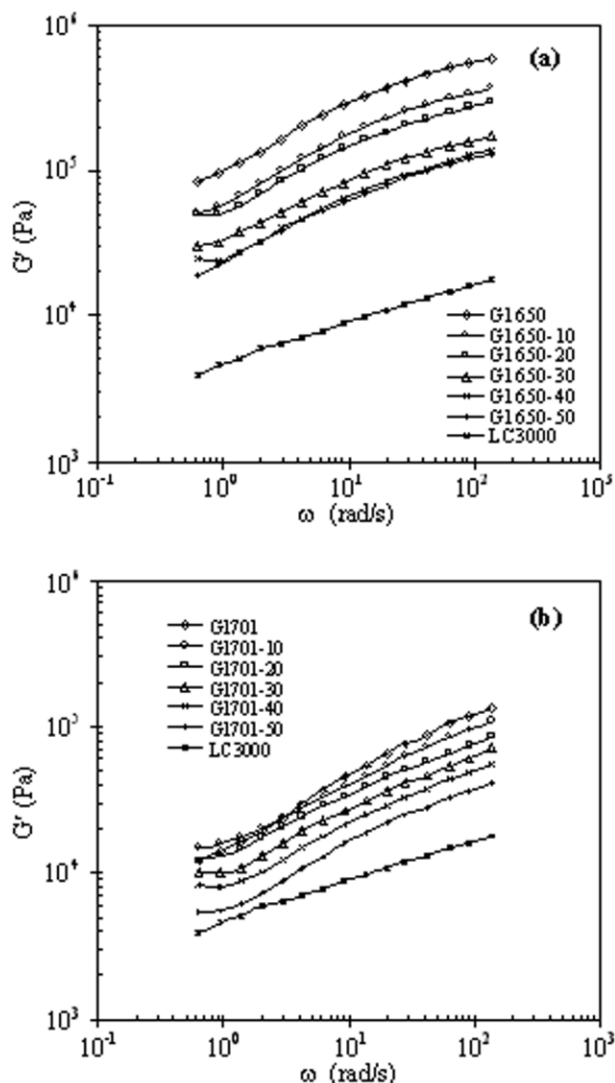 10⁶
(a)
10⁵
G' (Pa)
10⁴
G1650
G1650-10
G1650-20
G1650-30
G1650-40
G1650-50
LC3000
10³
10⁻¹ 10⁰ 10¹ 10² 10³
ω (rad/s)
10⁶
(b)
G1701
G1701-10
G1701-20
G1701-30
G1701-40
G1701-50
LC3000
10⁵
G' (Pa)
10⁴
10³
10⁻¹ 10⁰ 10¹ 10² 10³
ω (rad/s)